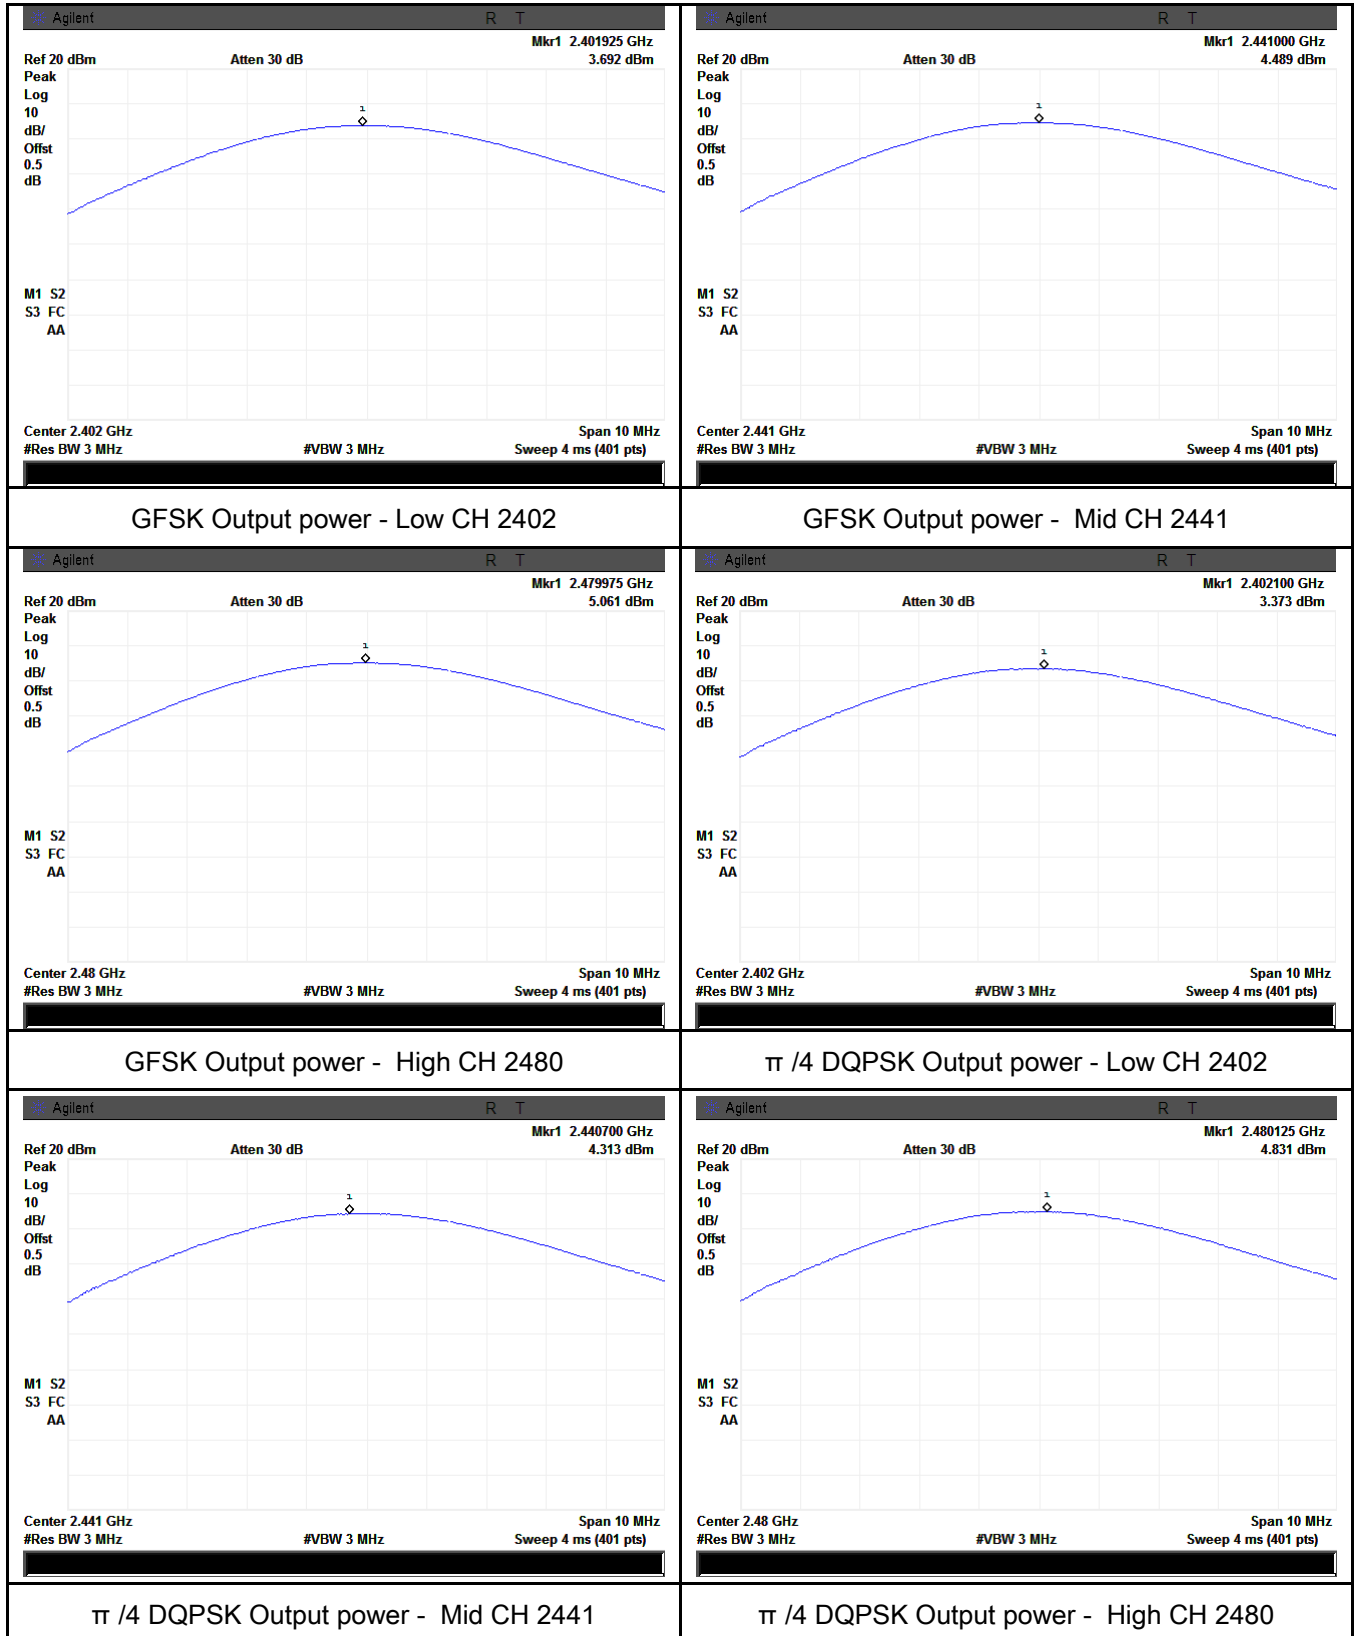 Agilent R T
Mkr1 2.401925 GHz
Ref 20 dBm Atten 30 dB 3.692 dBm
Peak
Log
10
dB/
Offst
0.5
dB
1
M1 S2
S3 FC
AA
Center 2.402 GHz Span 10 MHz
#Res BW 3 MHz #VBW 3 MHz Sweep 4 ms (401 pts)
GFSK Output power - Low CH 2402
Agilent R T
Mkr1 2.441000 GHz
Ref 20 dBm Atten 30 dB 4.489 dBm
Peak
Log
10
dB/
Offst
0.5
dB
1
M1 S2
S3 FC
AA
Center 2.441 GHz Span 10 MHz
#Res BW 3 MHz #VBW 3 MHz Sweep 4 ms (401 pts)
GFSK Output power - Mid CH 2441
Agilent R T
Mkr1 2.479975 GHz
Ref 20 dBm Atten 30 dB 5.061 dBm
Peak
Log
10
dB/
Offst
0.5
dB
1
M1 S2
S3 FC
AA
Center 2.48 GHz Span 10 MHz
#Res BW 3 MHz #VBW 3 MHz Sweep 4 ms (401 pts)
GFSK Output power - High CH 2480
Agilent R T
Mkr1 2.402100 GHz
Ref 20 dBm Atten 30 dB 3.373 dBm
Peak
Log
10
dB/
Offst
0.5
dB
1
M1 S2
S3 FC
AA
Center 2.402 GHz Span 10 MHz
#Res BW 3 MHz #VBW 3 MHz Sweep 4 ms (401 pts)
π /4 DQPSK Output power - Low CH 2402
Agilent R T
Mkr1 2.440700 GHz
Ref 20 dBm Atten 30 dB 4.313 dBm
Peak
Log
10
dB/
Offst
0.5
dB
1
M1 S2
S3 FC
AA
Center 2.441 GHz Span 10 MHz
#Res BW 3 MHz #VBW 3 MHz Sweep 4 ms (401 pts)
π /4 DQPSK Output power - Mid CH 2441
Agilent R T
Mkr1 2.480125 GHz
Ref 20 dBm Atten 30 dB 4.831 dBm
Peak
Log
10
dB/
Offst
0.5
dB
1
M1 S2
S3 FC
AA
Center 2.48 GHz Span 10 MHz
#Res BW 3 MHz #VBW 3 MHz Sweep 4 ms (401 pts)
π /4 DQPSK Output power - High CH 2480